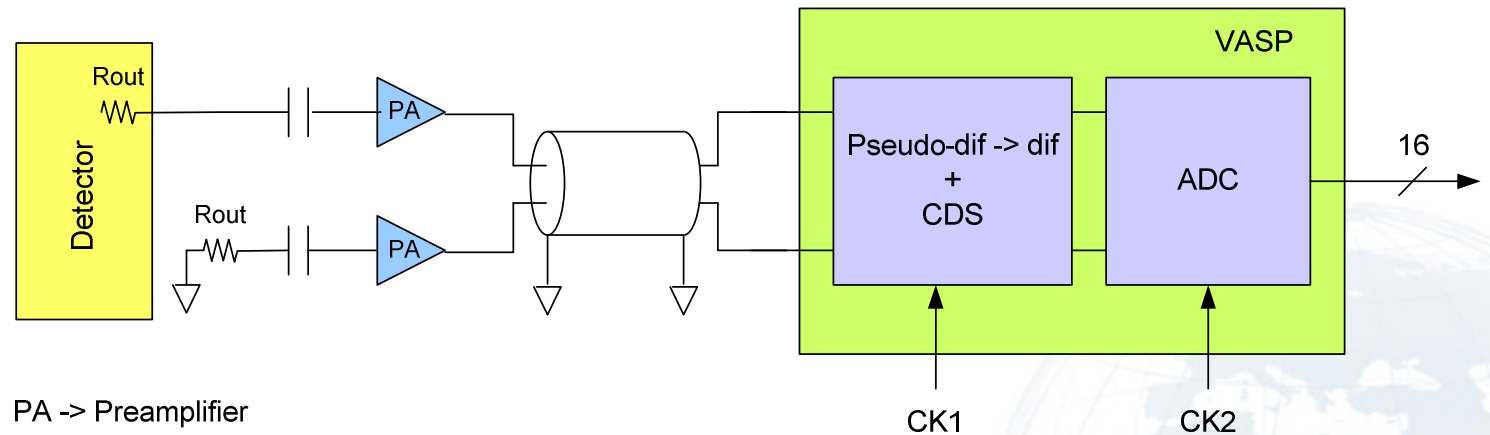 VASP
Rout
PA
Detector
Rout
PA
Pseudo-dif -> dif
+
CDS
ADC
16
PA -> Preamplifier
CK1
CK2